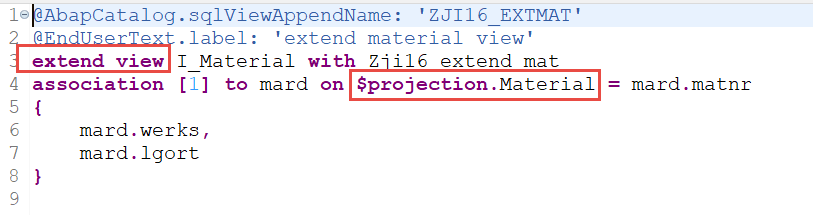 1 @AbapCatalog.sqlViewAppendName: 'ZJI16_EXTMAT'
2 @EndUserText.label: 'extend material view'
3 extend view I_Material with Zji16_extend_mat
4 association [1] to mard on $projection.Material = mard.matnr
5 {
6 mard.werks,
7 mard.lgort
8 }
9